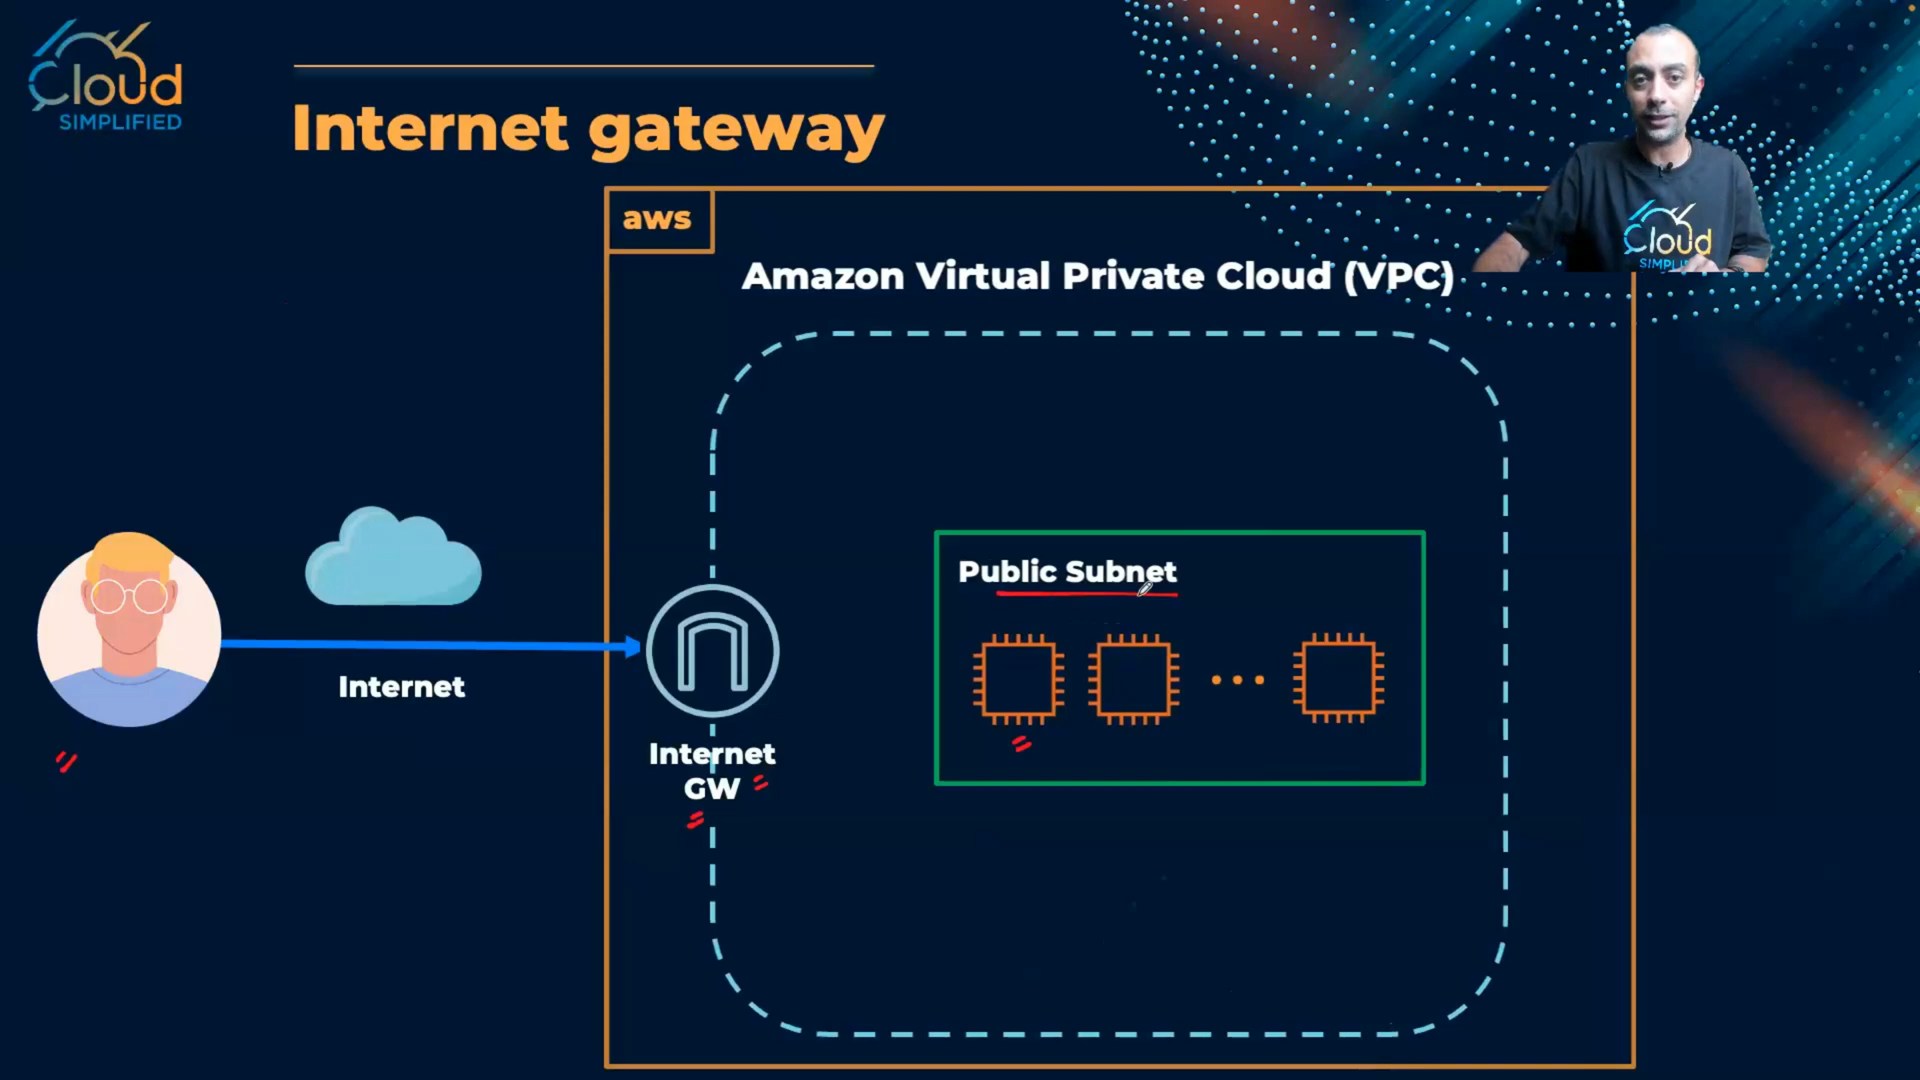 Cloud
SIMPLIFIED
Internet gateway
aws
Amazon Virtual Private Cloud (VPC)
Cloud
Public Subnet
Internet
Internet
GW